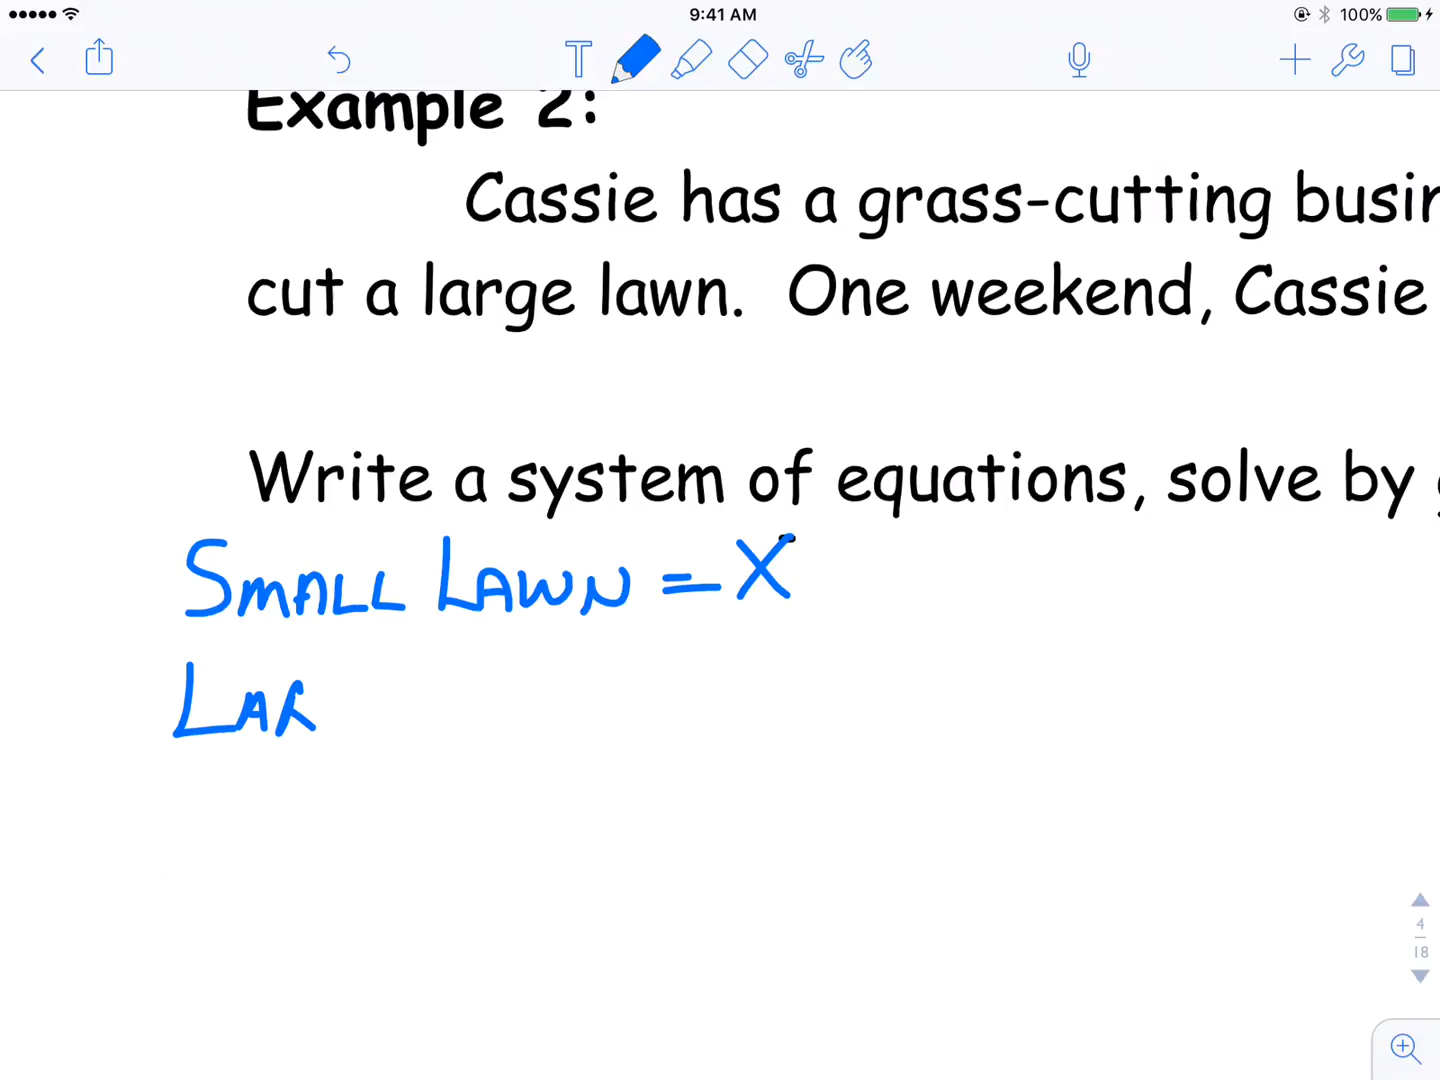 9:41 AM
100%
T
Example 2:
Cassie has a grass-cutting busin
cut a large lawn. One weekend, Cassie
Write a system of equations, solve by
SMALL LAWN = X
LAR
4
18